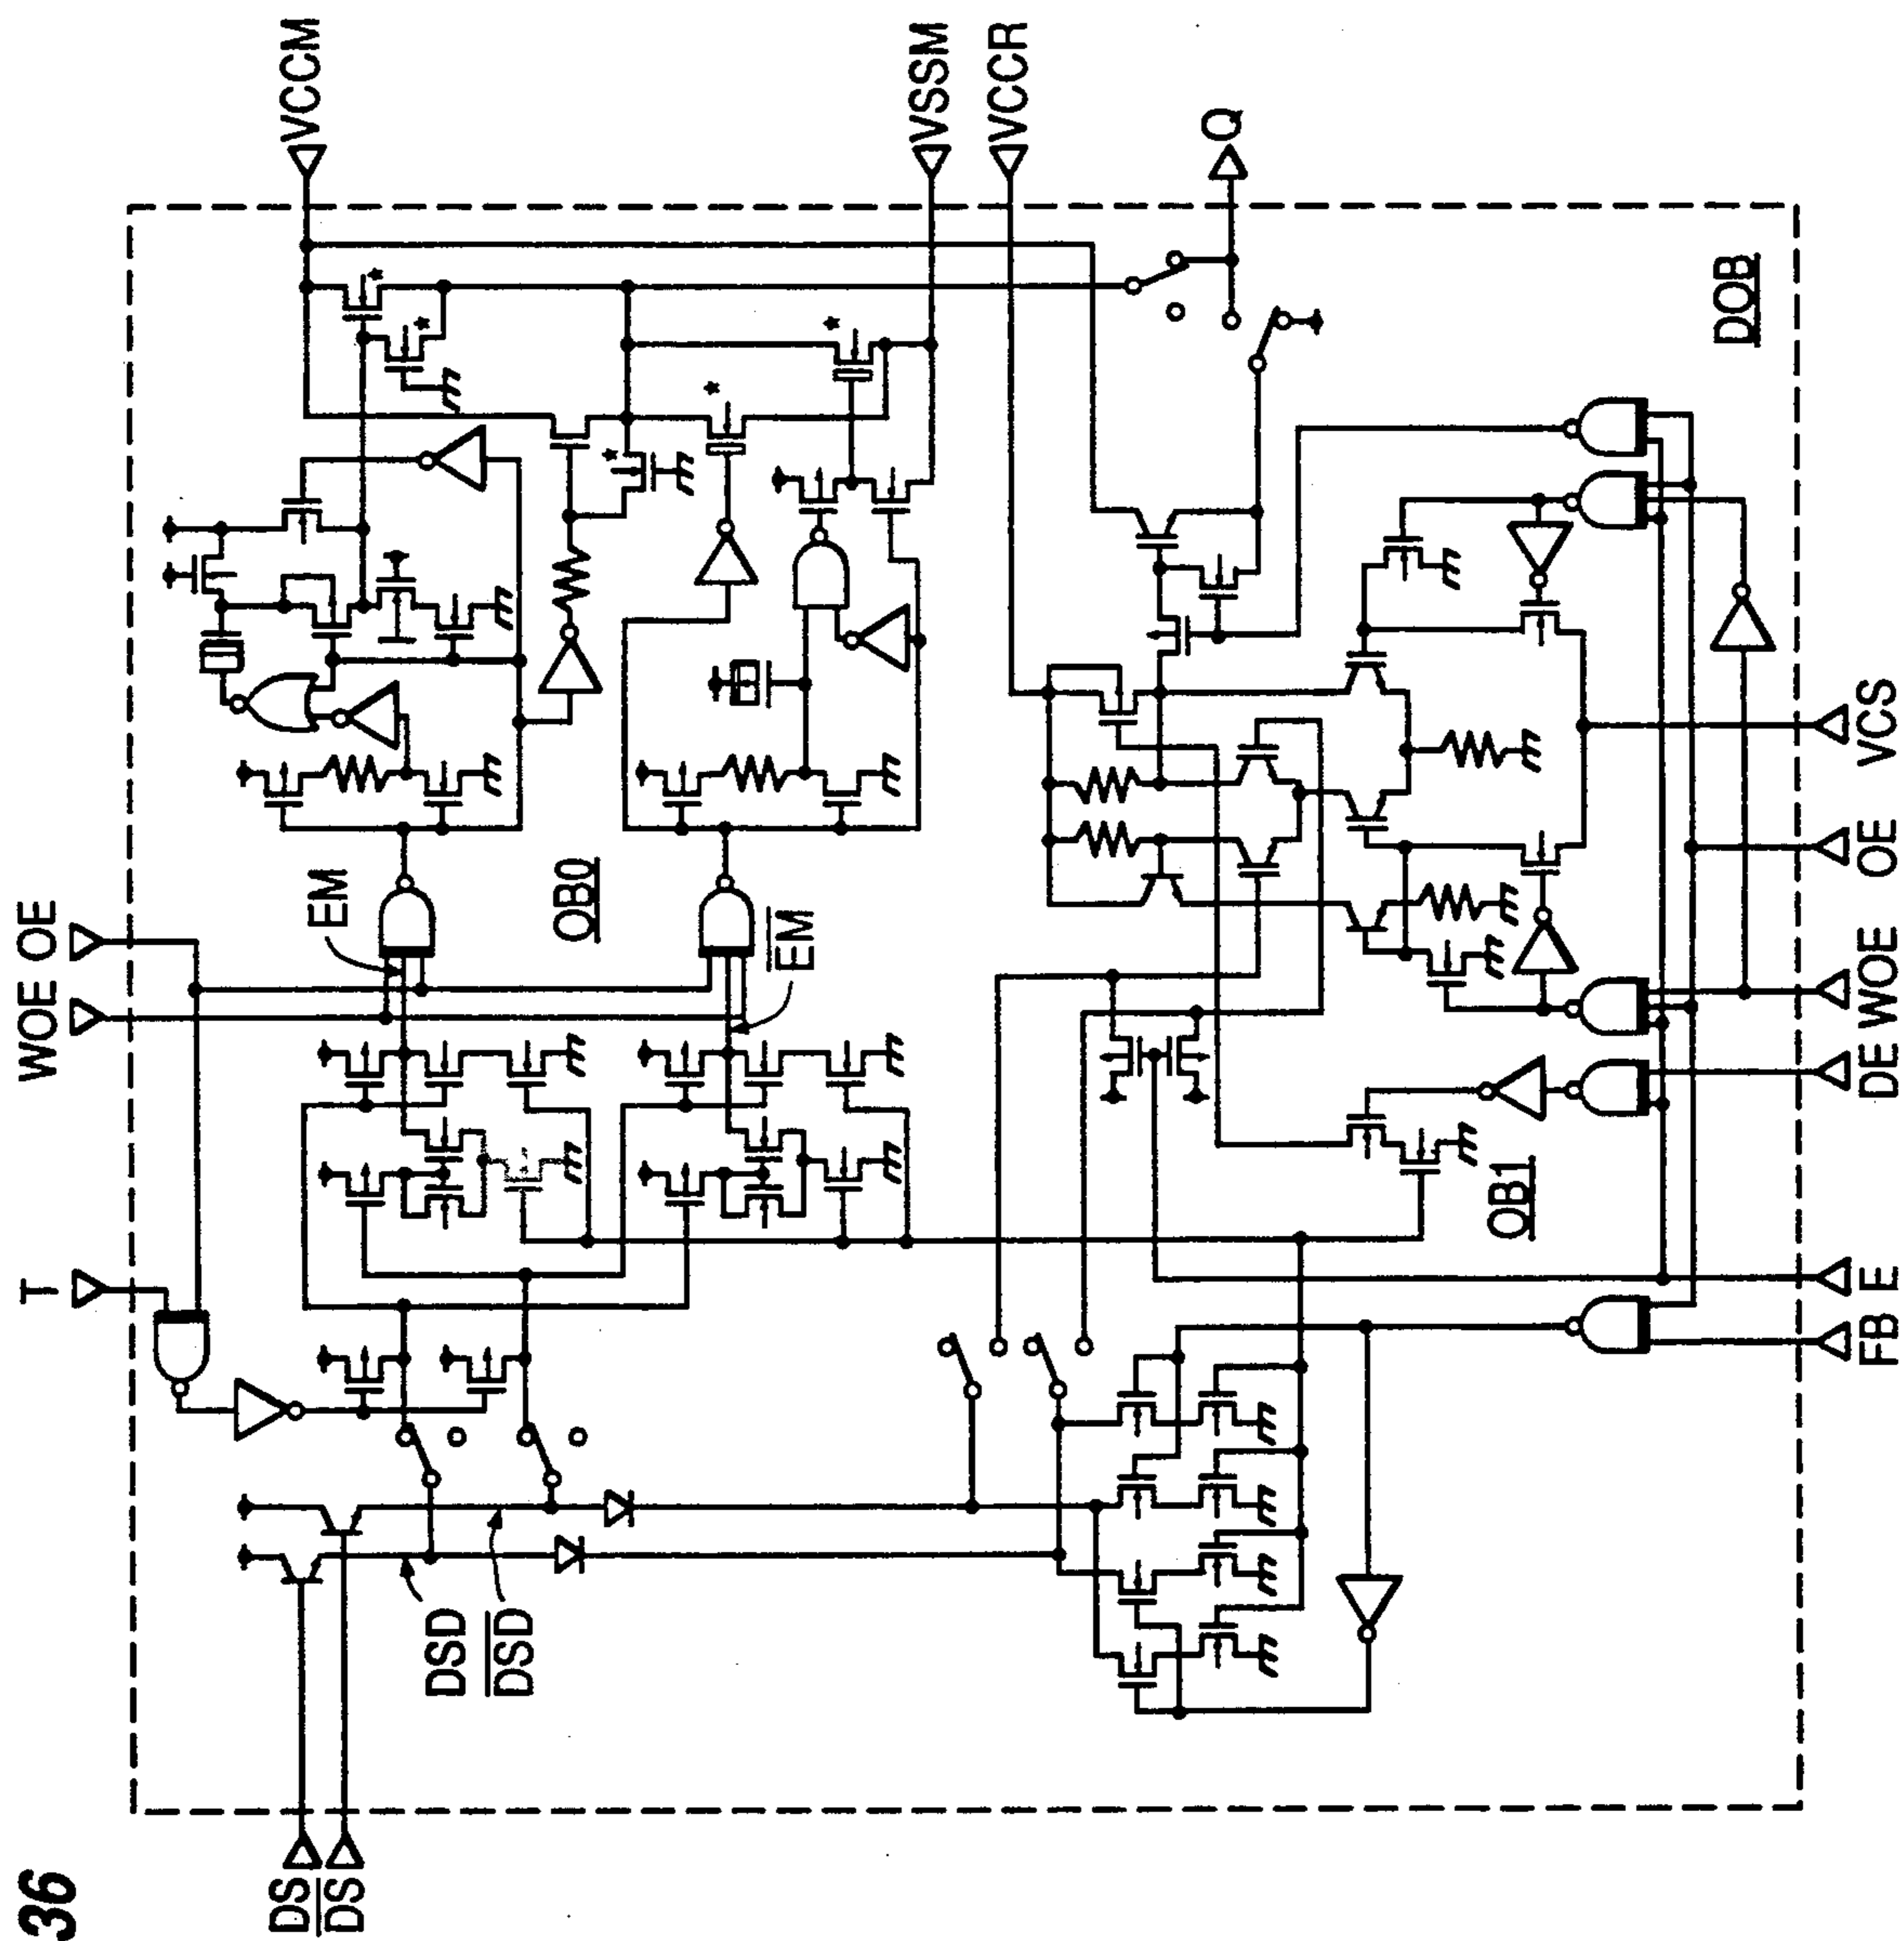 36
DS
DS
T
WOE
OE
VCCM
VSSM
VCCR
Q
DSD
DSD
EM
EM
OB0
OB1
DOB
FB
E
DE
WOE
OE
VCS